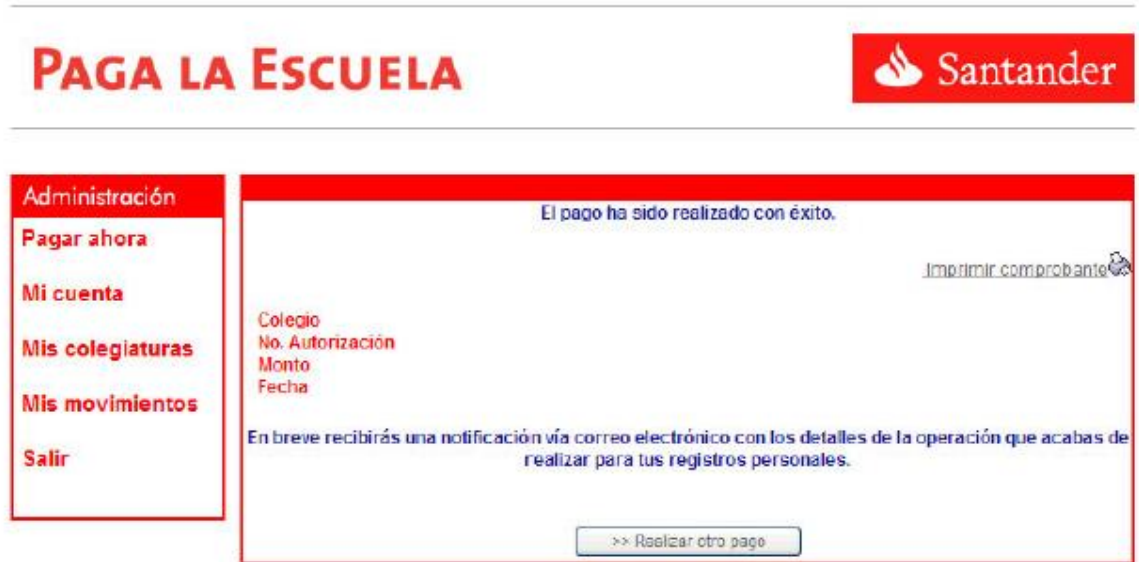 PAGA LA ESCUELA
Santander
Administración
Pagar ahora
Mi cuenta
Mis colegiaturas
Mis movimientos
Salir
El pago ha sido realizado con éxito.
Imprimir comprobante
Colegio
No. Autorización
Monto
Fecha
En breve recibirás una notificación vía correo electrónico con los detalles de la operación que acabas de
realizar para tus registros personales.
>> Realizar otro pago